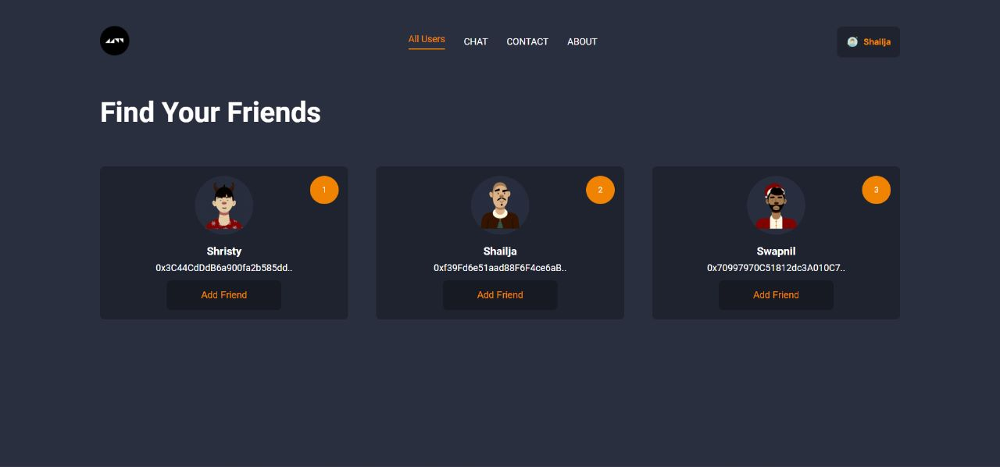 All Users CHAT CONTACT ABOUT Shailja
Find Your Friends
1 2 3
Shristy Shailja Swapnil
0x3C44CdDdB6a900fa2b585dd.. 0xf39Fd6e51aad88F6F4ce6aB.. 0x70997970C51812dc3A010C7..
Add Friend Add Friend Add Friend